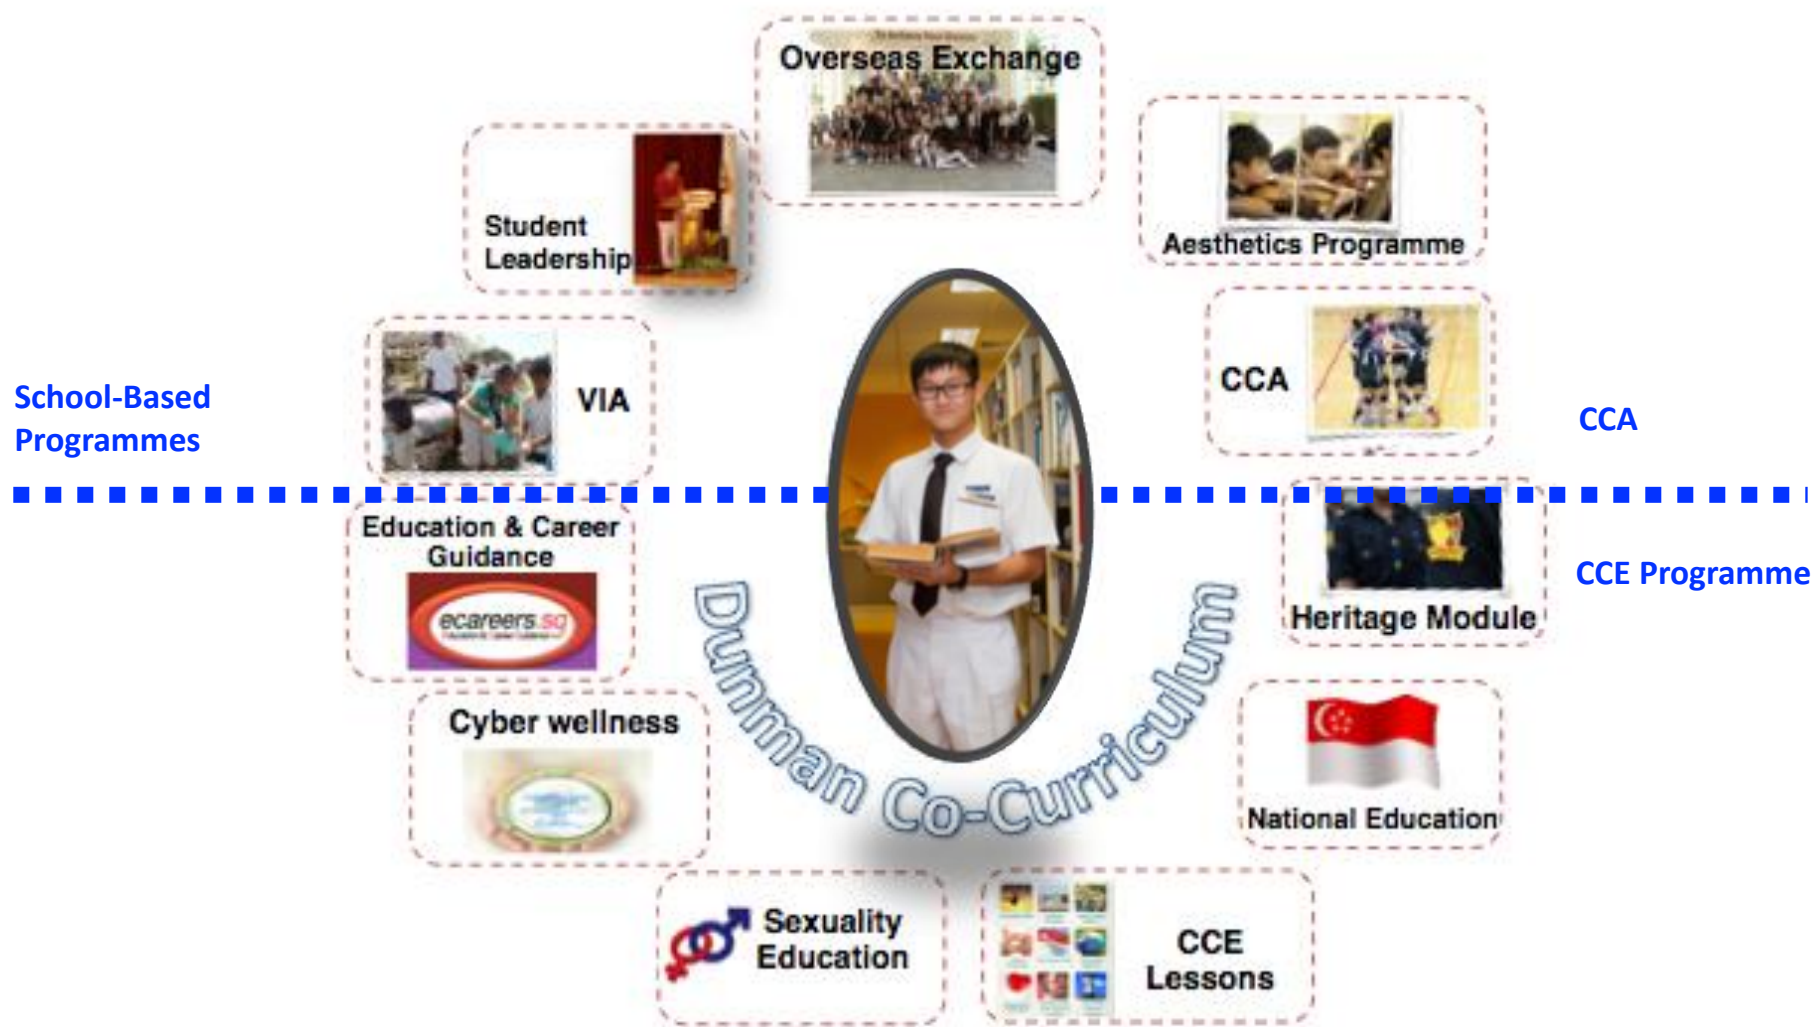 Overseas Exchange
Student
Leadership
Aesthetics Programme
VIA
CCA
School-Based
Programmes
CCA
Education & Career
Guidance
ecareers.sg
Heritage Module
CCE Programme
Cyber wellness
National Education
Dunman Co-Curriculum
Sexuality
Education
CCE
Lessons